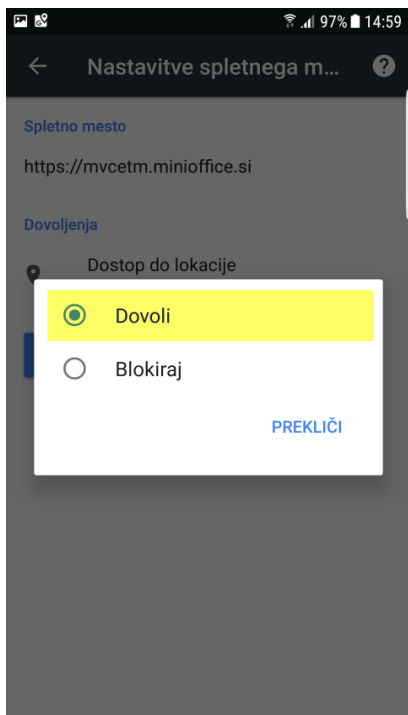 97% 14:59
Nastavitve spletnega m...
Spletno mesto
https://mvcetm.minioffice.si
Dovoljenja
Dostop do lokacije
Dovoli
Blokiraj
PREKLIČI